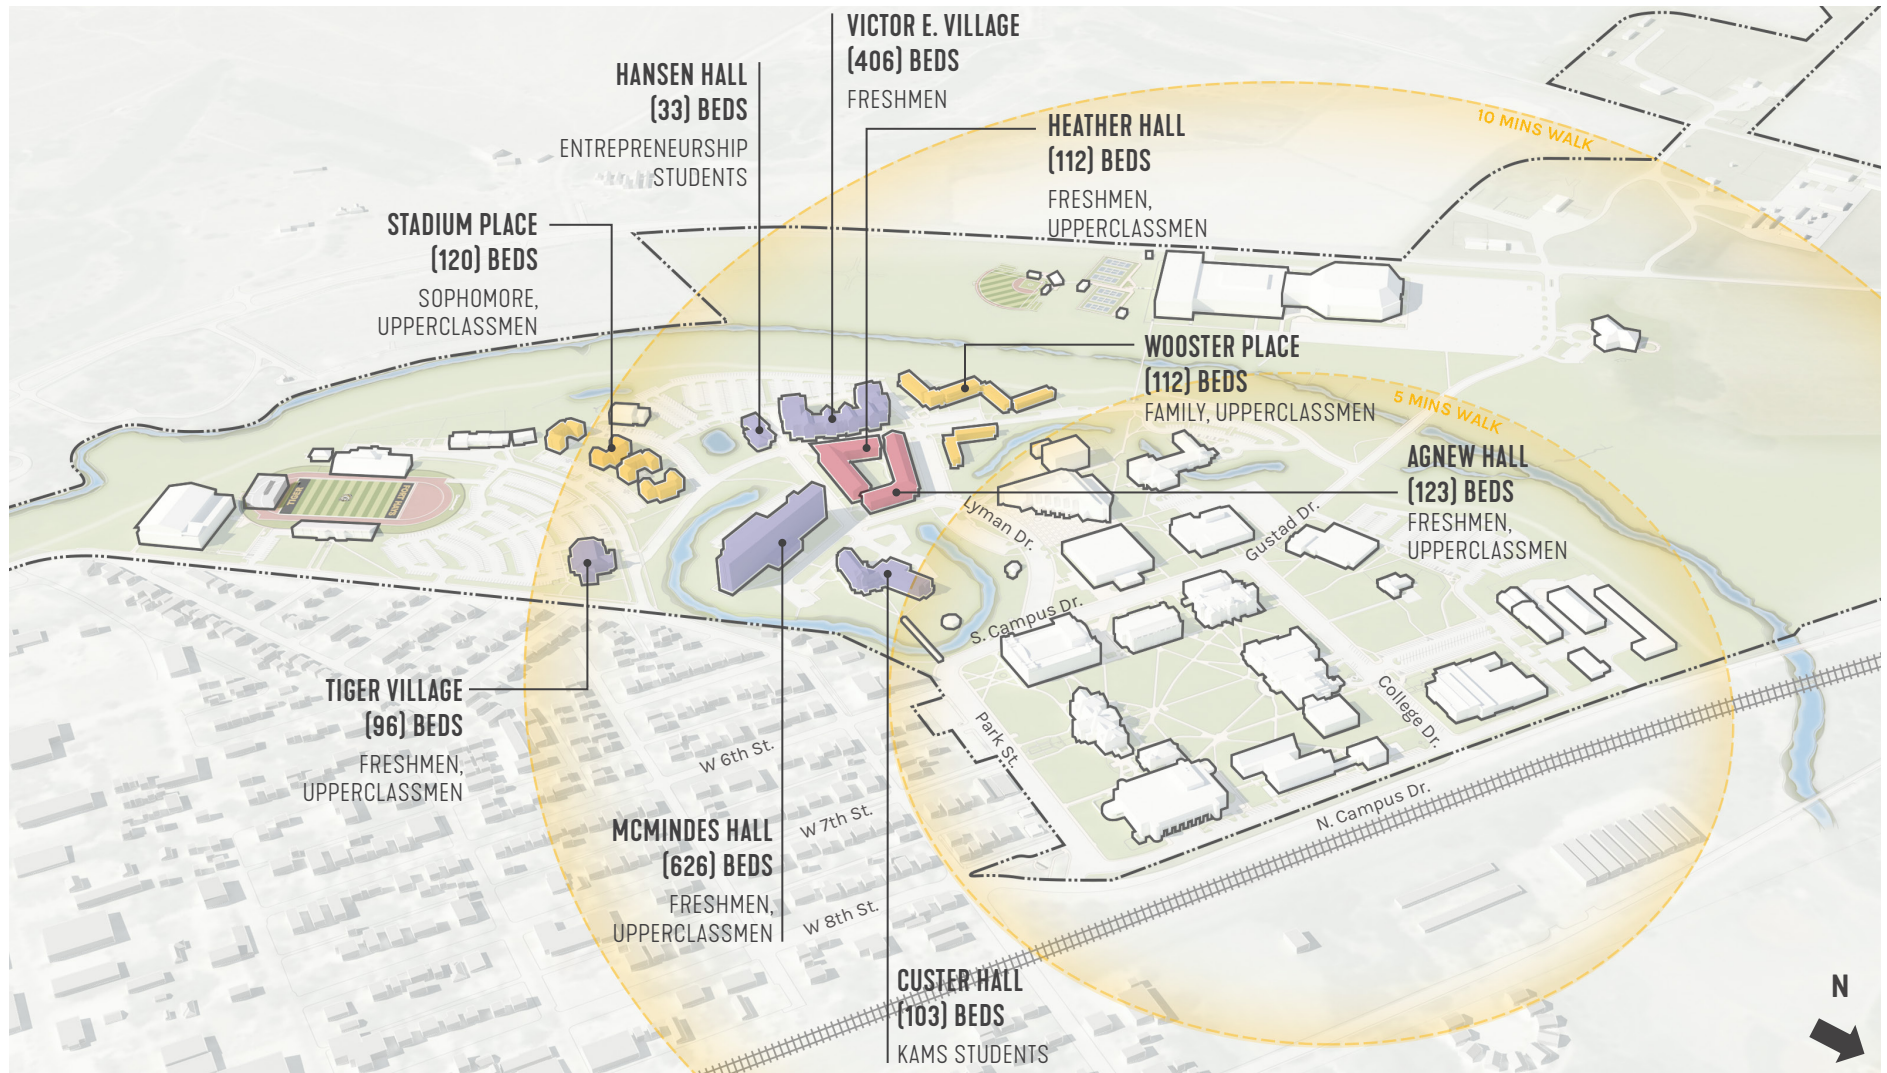 VICTOR E. VILLAGE
(406) BEDS
FRESHMEN
HANSEN HALL
(33) BEDS
ENTREPRENEURSHIP
STUDENTS
HEATHER HALL
(112) BEDS
FRESHMEN,
UPPERCLASSMEN
10 MINS WALK
STADIUM PLACE
(120) BEDS
SOPHOMORE,
UPPERCLASSMEN
WOOSTER PLACE
(112) BEDS
FAMILY, UPPERCLASSMEN
5 MINS WALK
AGNEW HALL
(123) BEDS
FRESHMEN,
UPPERCLASSMEN
Lyman Dr.
Gustad Dr.
S. Campus Dr.
TIGER VILLAGE
(96) BEDS
FRESHMEN,
UPPERCLASSMEN
Park St.
College Dr.
W 6th St.
W 7th St.
N. Campus Dr.
MCMINDES HALL
(626) BEDS
FRESHMEN,
UPPERCLASSMEN
W 8th St.
CUSTER HALL
(103) BEDS
KAMS STUDENTS
N